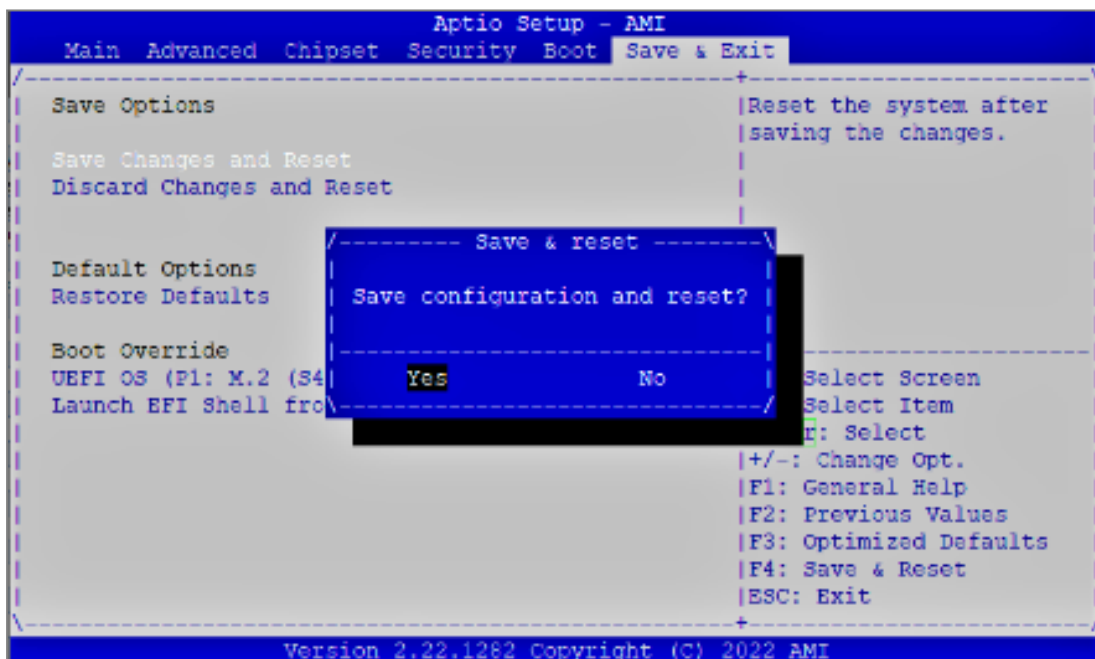 Aptio Setup - AMI
Main Advanced Chipset Security Boot Save & Exit
Save Options
Save Changes and Reset
Discard Changes and Reset
Default Options
Restore Defaults
Boot Override
UEFI OS (P1: M.2 (S4
Launch EFI Shell fro
Reset the system after
saving the changes.
Save & reset
Save configuration and reset?
Yes No
Select Screen
Select Item
r: Select
+/-: Change Opt.
F1: General Help
F2: Previous Values
F3: Optimized Defaults
F4: Save & Reset
ESC: Exit
Version 2.22.1282 Copyright (C) 2022 AMI